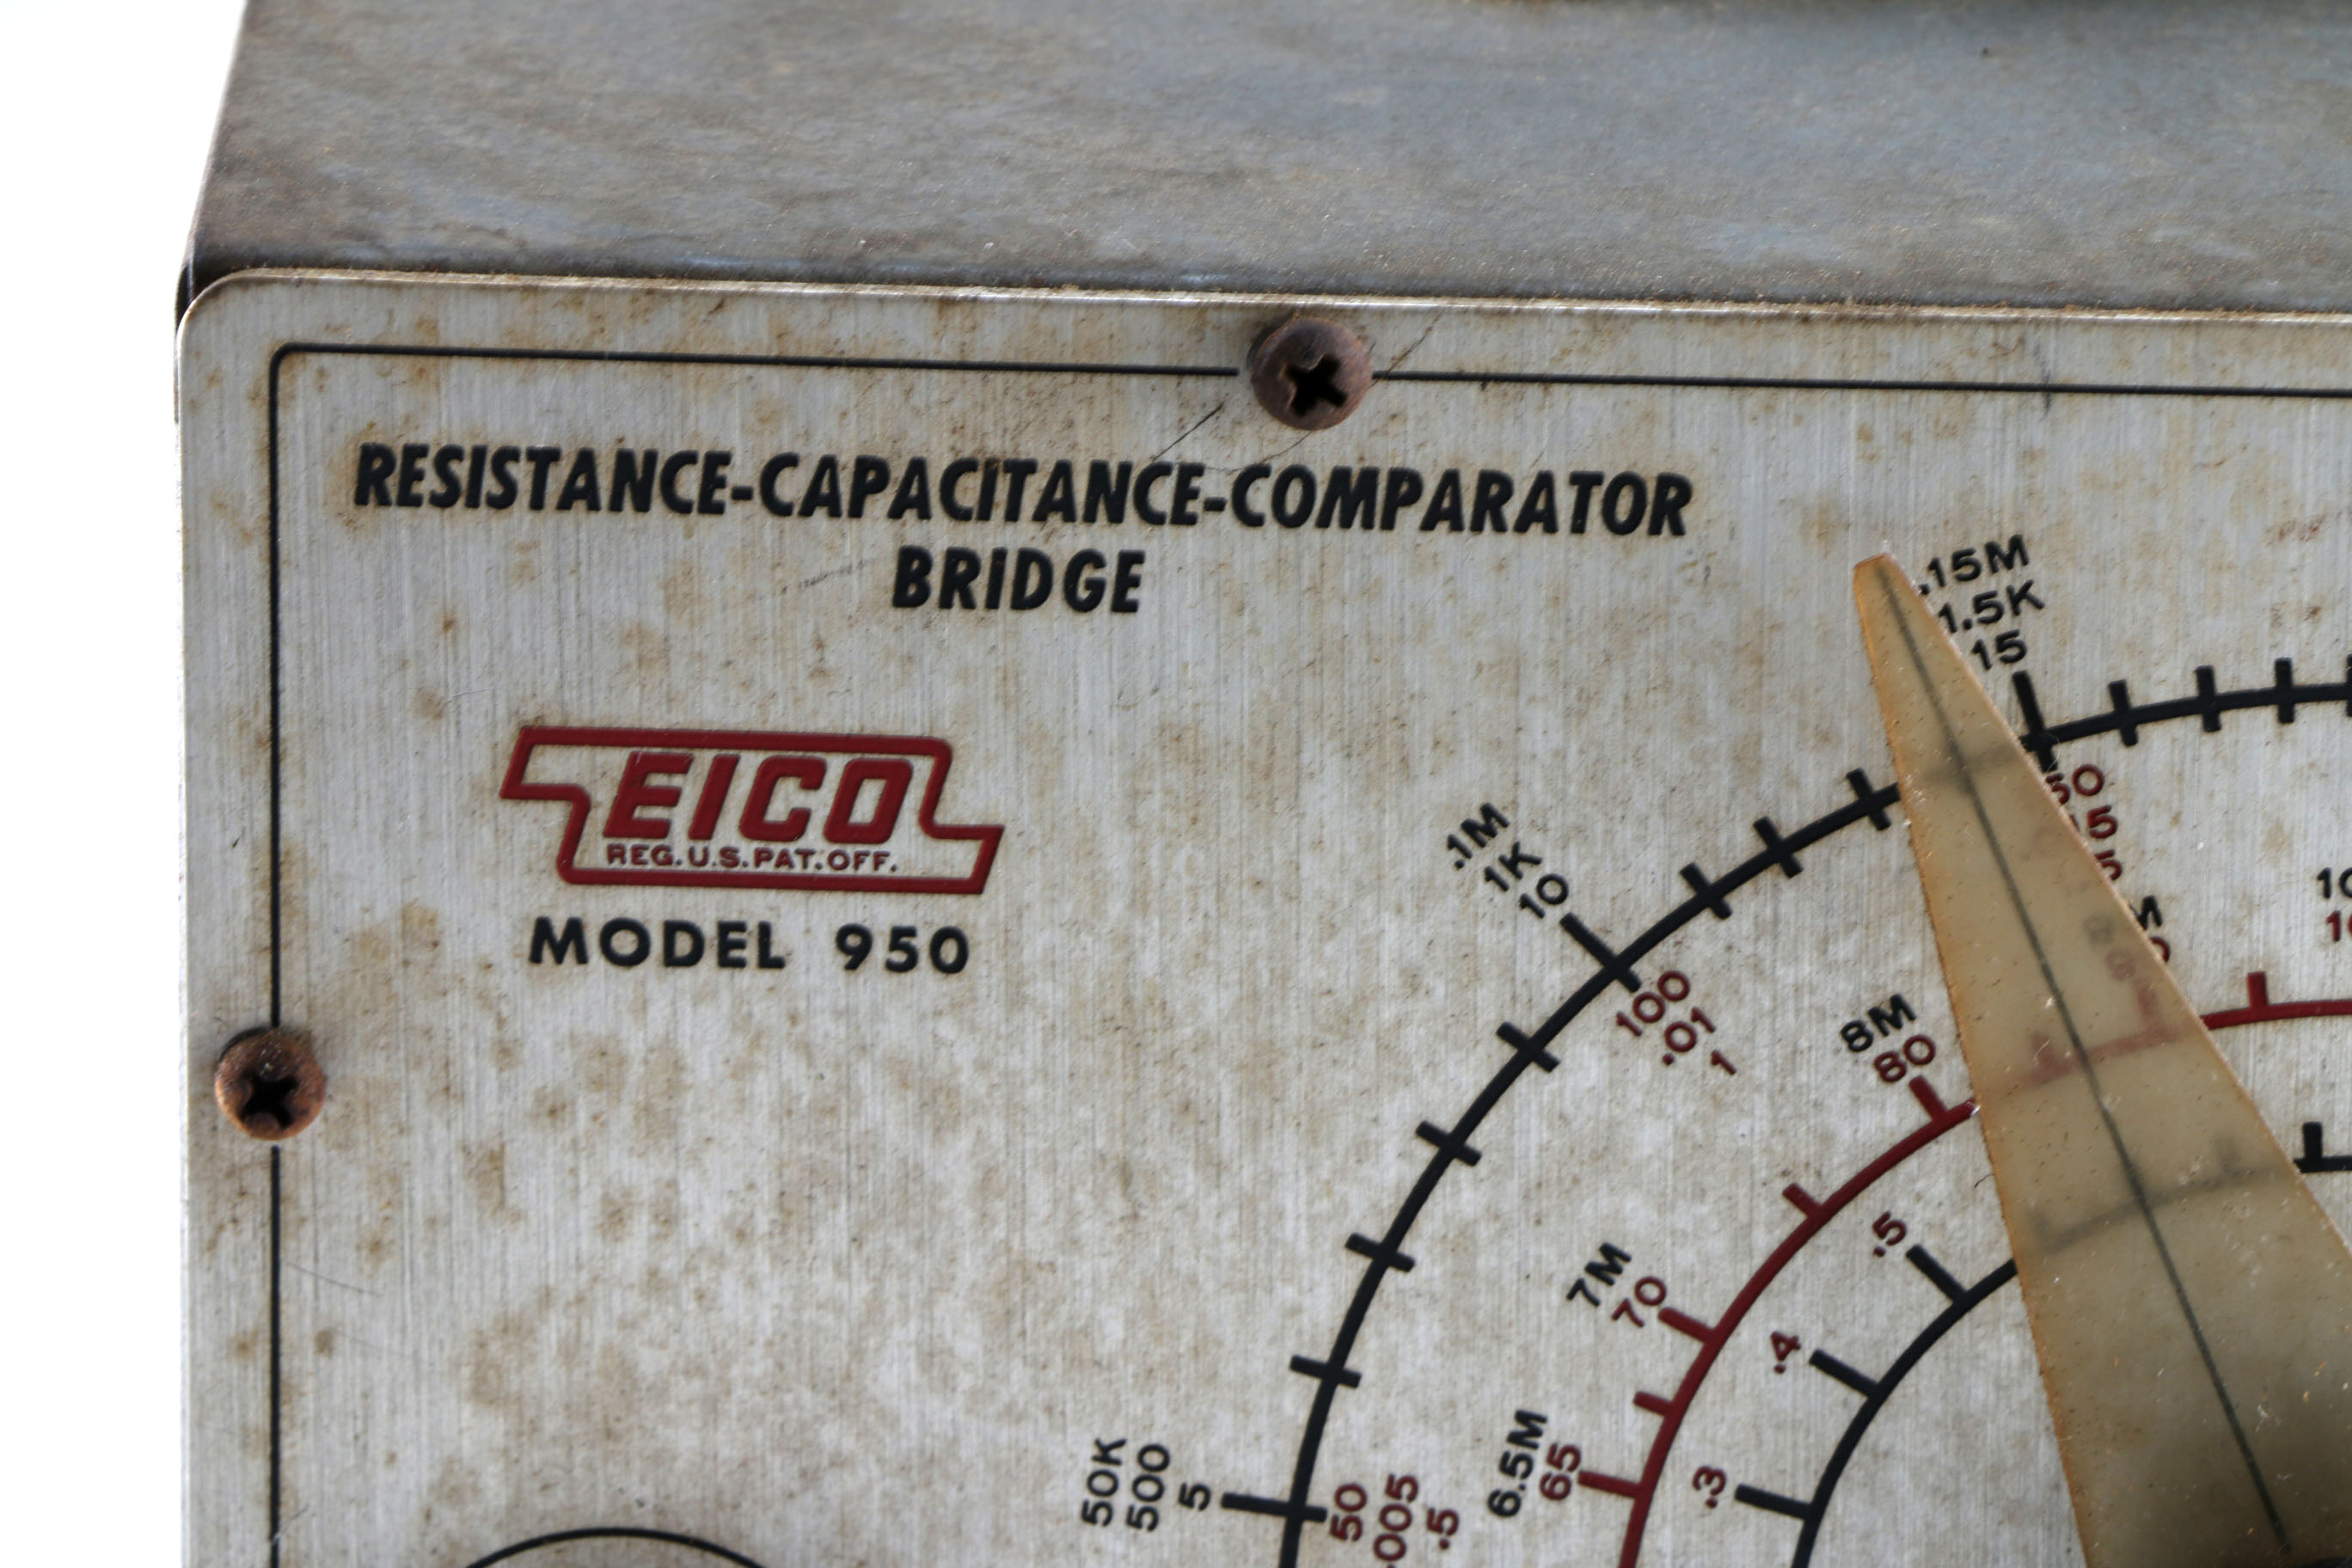 RESISTANCE-CAPACITANCE-COMPARATOR
BRIDGE
EICO
REG.U.S.PAT.OFF.
MODEL 950
.15M
1.5K
15
.1M
1K
10
100
.01
1
8M
80
7M
70
6.5M
65
.5
.4
.3
50K
500
5
50
.005
.5